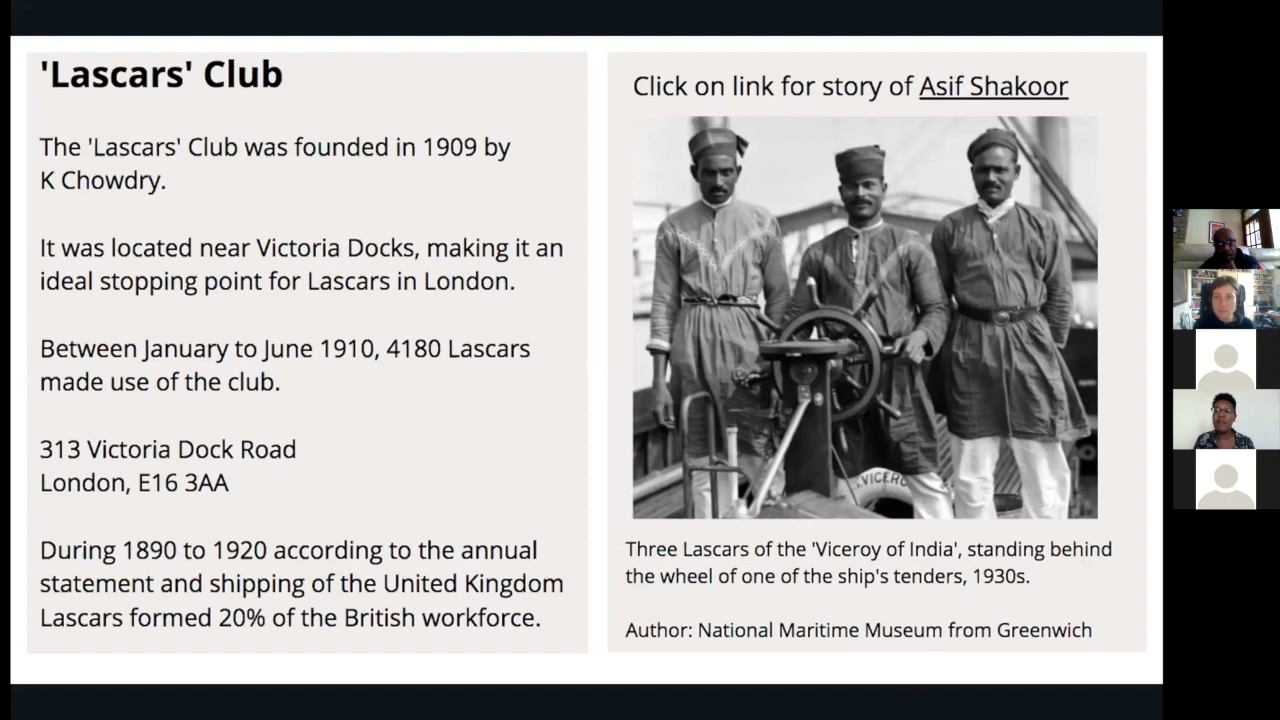 'Lascars' Club
The 'Lascars' Club was founded in 1909 by
K Chowdry.
It was located near Victoria Docks, making it an
ideal stopping point for Lascars in London.
Between January to June 1910, 4180 Lascars
made use of the club.
313 Victoria Dock Road
London, E16 3AA
During 1890 to 1920 according to the annual
statement and shipping of the United Kingdom
Lascars formed 20% of the British workforce.
Click on link for story of Asif Shakoor
VICERO
Three Lascars of the 'Viceroy of India', standing behind
the wheel of one of the ship's tenders, 1930s.
Author: National Maritime Museum from Greenwich